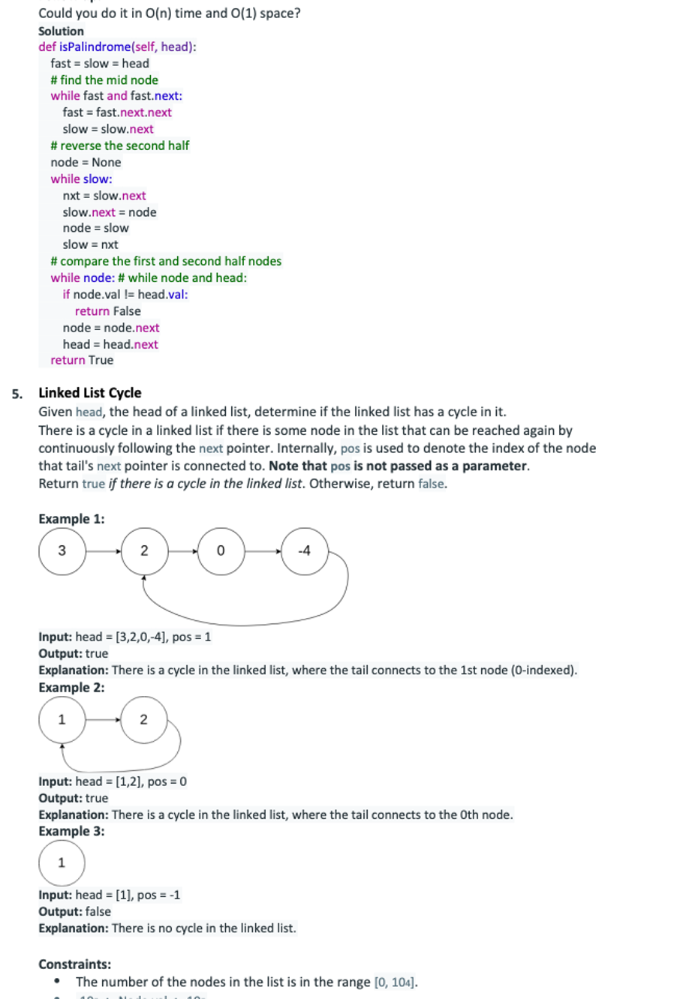 Could you do it in O(n) time and O(1) space?
Solution
def isPalindrome(self, head):
fast = slow = head
# find the mid node
while fast and fast.next:
fast = fast.next.next
slow = slow.next
# reverse the second half
node = None
while slow:
nxt = slow.next
slow.next = node
node = slow
slow = nxt
# compare the first and second half nodes
while node: # while node and head:
if node.val != head.val:
return False
node = node.next
head = head.next
return True
5. Linked List Cycle
Given head, the head of a linked list, determine if the linked list has a cycle in it.
There is a cycle in a linked list if there is some node in the list that can be reached again by
continuously following the next pointer. Internally, pos is used to denote the index of the node
that tail's next pointer is connected to. Note that pos is not passed as a parameter.
Return true if there is a cycle in the linked list. Otherwise, return false.
Example 1:
3 2 0 -4
Input: head = [3,2,0,-4], pos = 1
Output: true
Explanation: There is a cycle in the linked list, where the tail connects to the 1st node (0-indexed).
Example 2:
1 2
Input: head = [1,2], pos = 0
Output: true
Explanation: There is a cycle in the linked list, where the tail connects to the 0th node.
Example 3:
1
Input: head = [1], pos = -1
Output: false
Explanation: There is no cycle in the linked list.
Constraints:
• The number of the nodes in the list is in the range [0, 104].